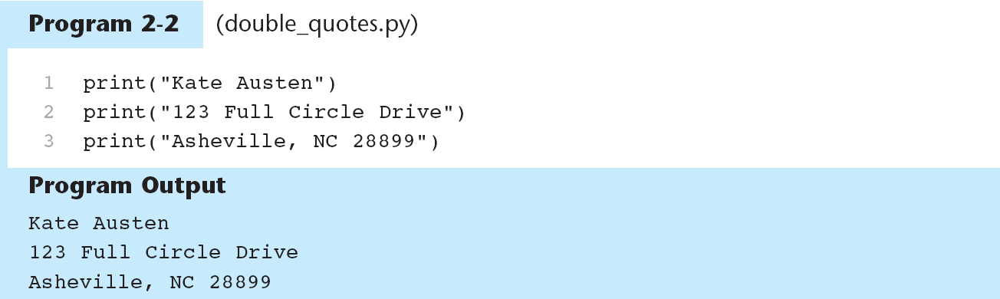 Program 2-2 (double_quotes.py)
1 print("Kate Austen")
2 print("123 Full Circle Drive")
3 print("Asheville, NC 28899")
Program Output
Kate Austen
123 Full Circle Drive
Asheville, NC 28899